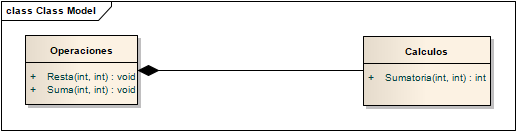 class Class Model
Operaciones
+ Resta(int, int) : void
+ Suma(int, int) : void
Calculos
+ Sumatoria(int, int) : int